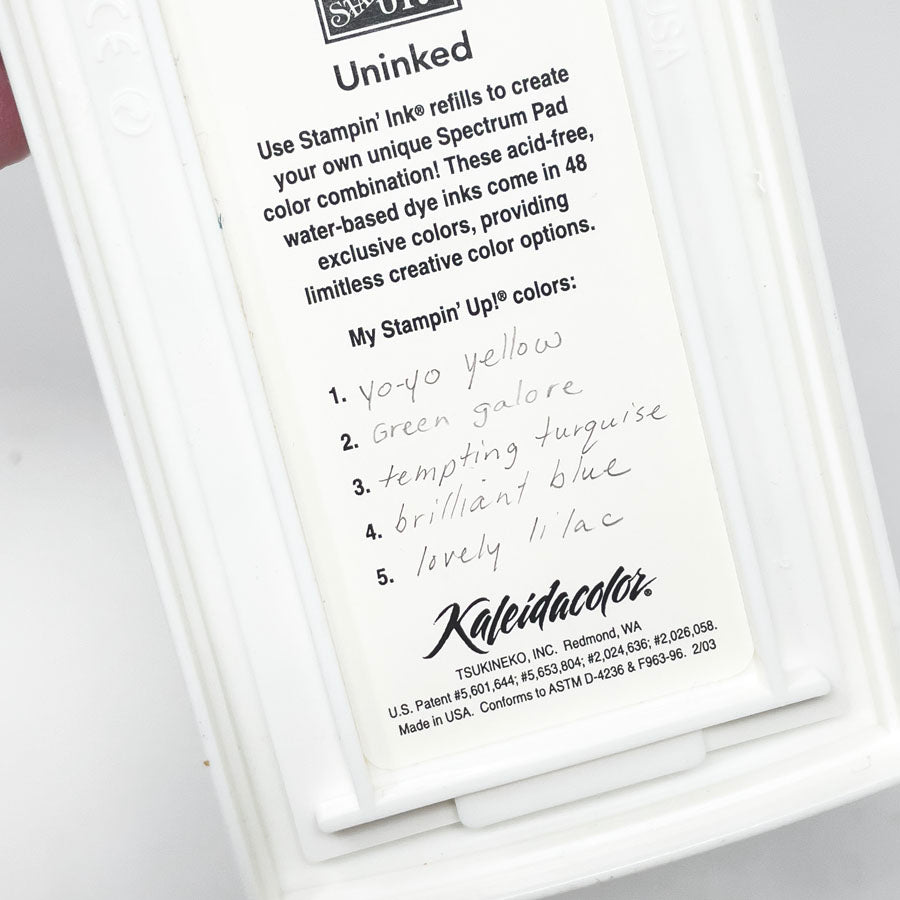 Uninked
Use Stampin' Ink® refills to create
your own unique Spectrum Pad
color combination! These acid-free,
water-based dye inks come in 48
exclusive colors, providing
limitless creative color options.
My Stampin' Up!® colors:
1. yo-yo yellow
2. Green galore
3. tempting turquise
4. brilliant blue
5. lovely lilac
Kaleidacolor®
TSUKINEKO, INC. Redmond, WA
U.S. Patent #5,601,644; #5,653,804; #2,024,636; #2,026,058.
Made in USA. Conforms to ASTM D-4236 & F963-96. 2/03
CE
USA